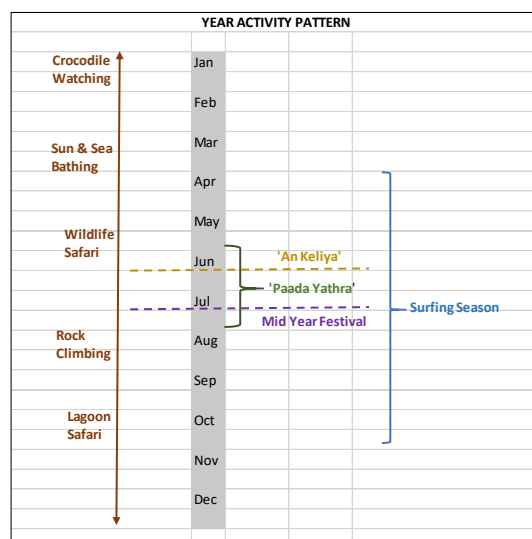 YEAR ACTIVITY PATTERN
Crocodile
Watching
Jan
Feb
Mar
Sun & Sea
Bathing
Apr
May
Wildlife
Safari
Jun
'An Keliya'
'Paada Yathra'
Jul
Surfing Season
Mid Year Festival
Rock
Climbing
Aug
Sep
Lagoon
Safari
Oct
Nov
Dec